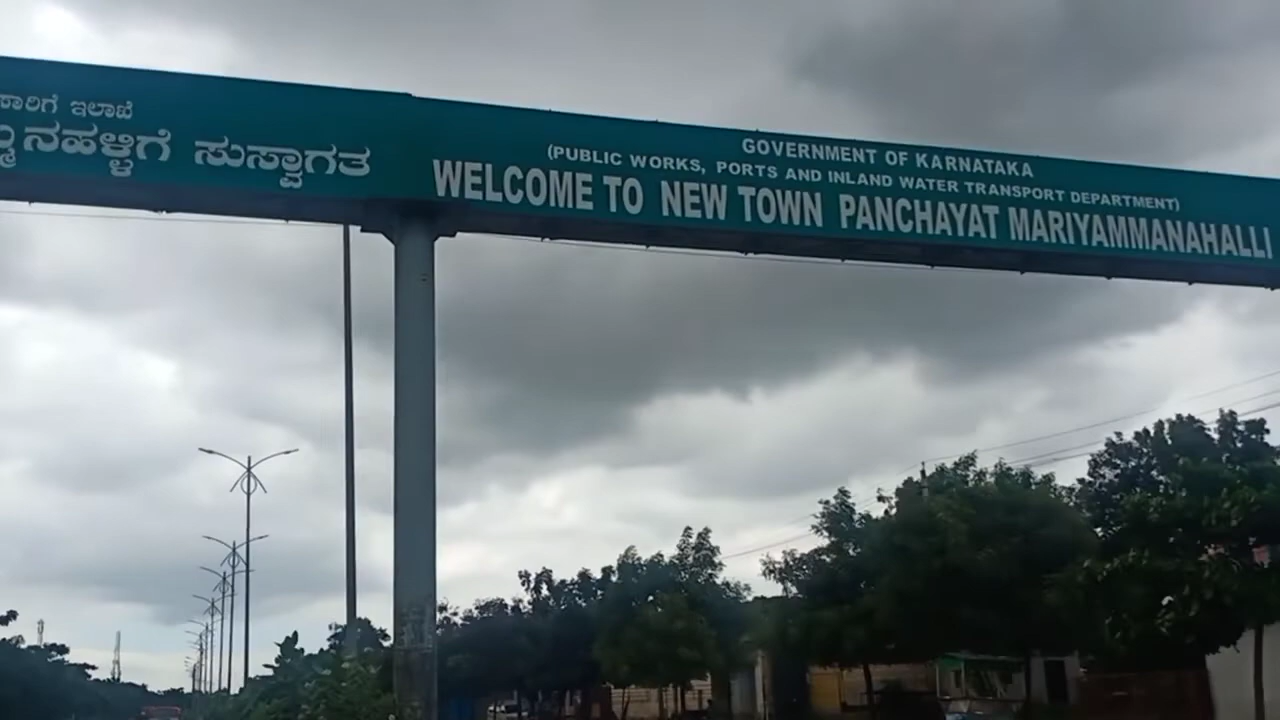 ಇಲಾಖೆ
ನಹಳ್ಳಿಗೆ ಸುಸ್ವಾಗತ
GOVERNMENT OF KARNATAKA
(PUBLIC WORKS, PORTS AND INLAND WATER TRANSPORT DEPARTMENT)
WELCOME TO NEW TOWN PANCHAYAT MARIYAMMANAHALLI